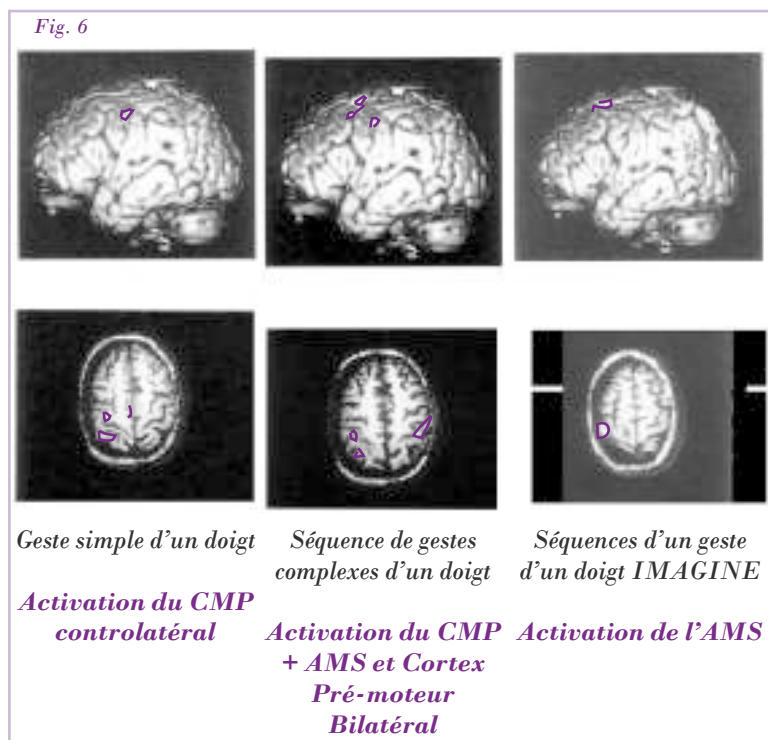 Fig. 6
Geste simple d'un doigt
Activation du CMP
controlatéral
Séquence de gestes
complexes d'un doigt
Activation du CMP
+ AMS et Cortex
Pré-moteur
Bilatéral
Séquences d'un geste
d'un doigt IMAGINE
Activation de l'AMS